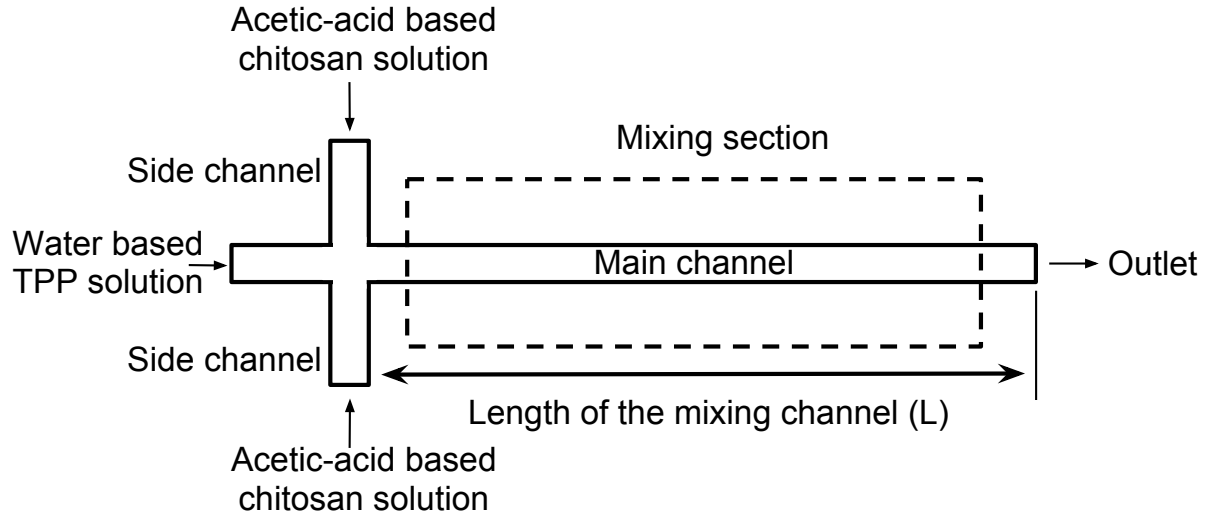 Acetic-acid based
chitosan solution
Mixing section
Side channel
Water based
TPP solution
Main channel
Outlet
Side channel
Length of the mixing channel (L)
Acetic-acid based
chitosan solution